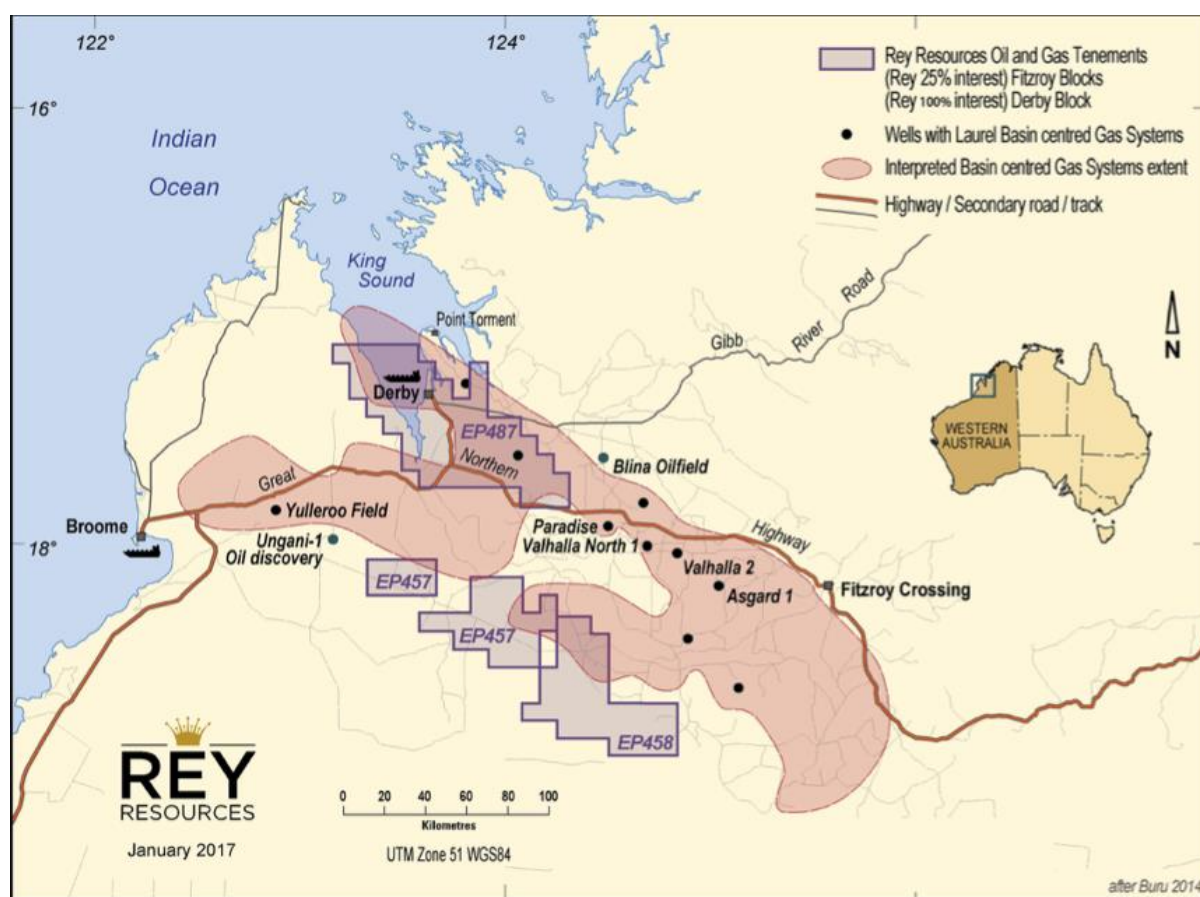 122°
124°
16°
Rey Resources Oil and Gas Tenements
(Rey 25% interest) Fitzroy Blocks
(Rey 100% interest) Derby Block
Wells with Laurel Basin centred Gas Systems
Interpreted Basin centred Gas Systems extent
Highway / Secondary road / track
Indian
Ocean
King
Sound
Point Torment
Gibb River Road
N
Derby
EP487
WESTERN
AUSTRALIA
Great Northern Highway
Blina Oilfield
Yulleroo Field
Broome
18°
Ungani-1
Oil discovery
Paradise
Valhalla North 1
Valhalla 2
Asgard 1
Fitzroy Crossing
EP457
EP457
EP458
REY
RESOURCES
January 2017
0 20 40 60 80 100
Kilometres
UTM Zone 51 WGS84
after Buru 2014